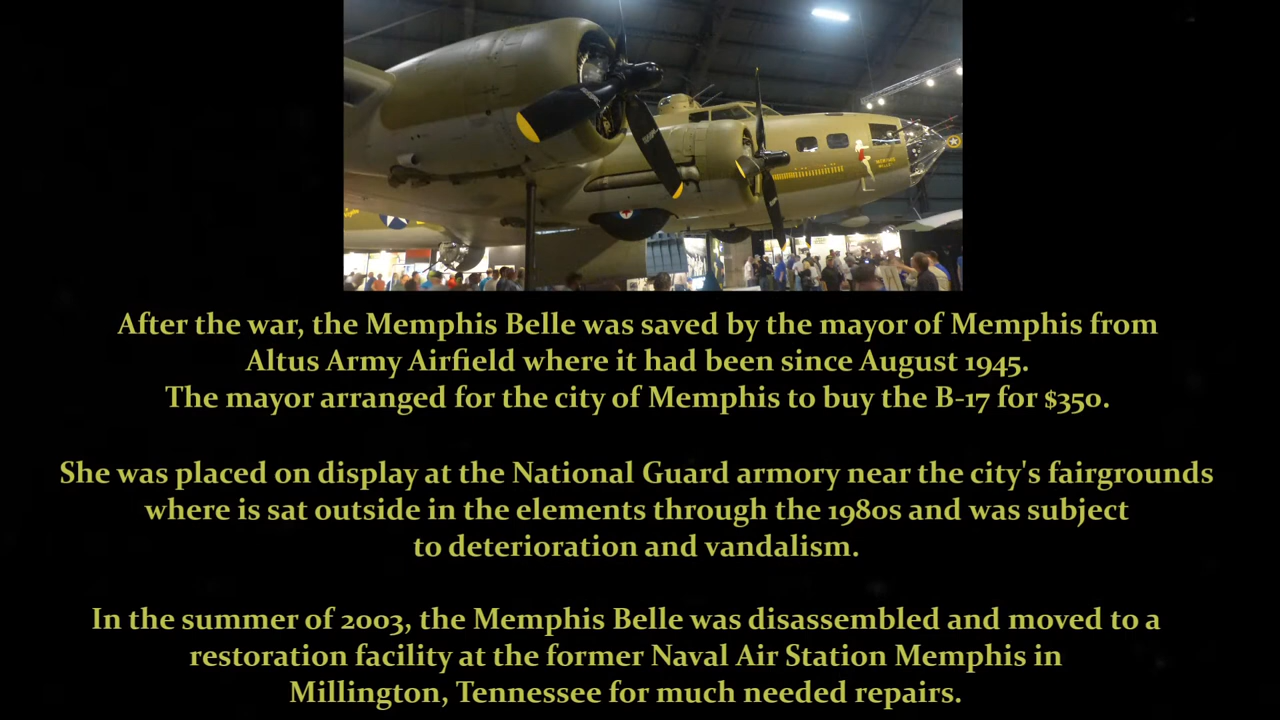 MEMPHIS
BELLE
After the war, the Memphis Belle was saved by the mayor of Memphis from
Altus Army Airfield where it had been since August 1945.
The mayor arranged for the city of Memphis to buy the B-17 for $350.
She was placed on display at the National Guard armory near the city's fairgrounds
where is sat outside in the elements through the 1980s and was subject
to deterioration and vandalism.
In the summer of 2003, the Memphis Belle was disassembled and moved to a
restoration facility at the former Naval Air Station Memphis in
Millington, Tennessee for much needed repairs.